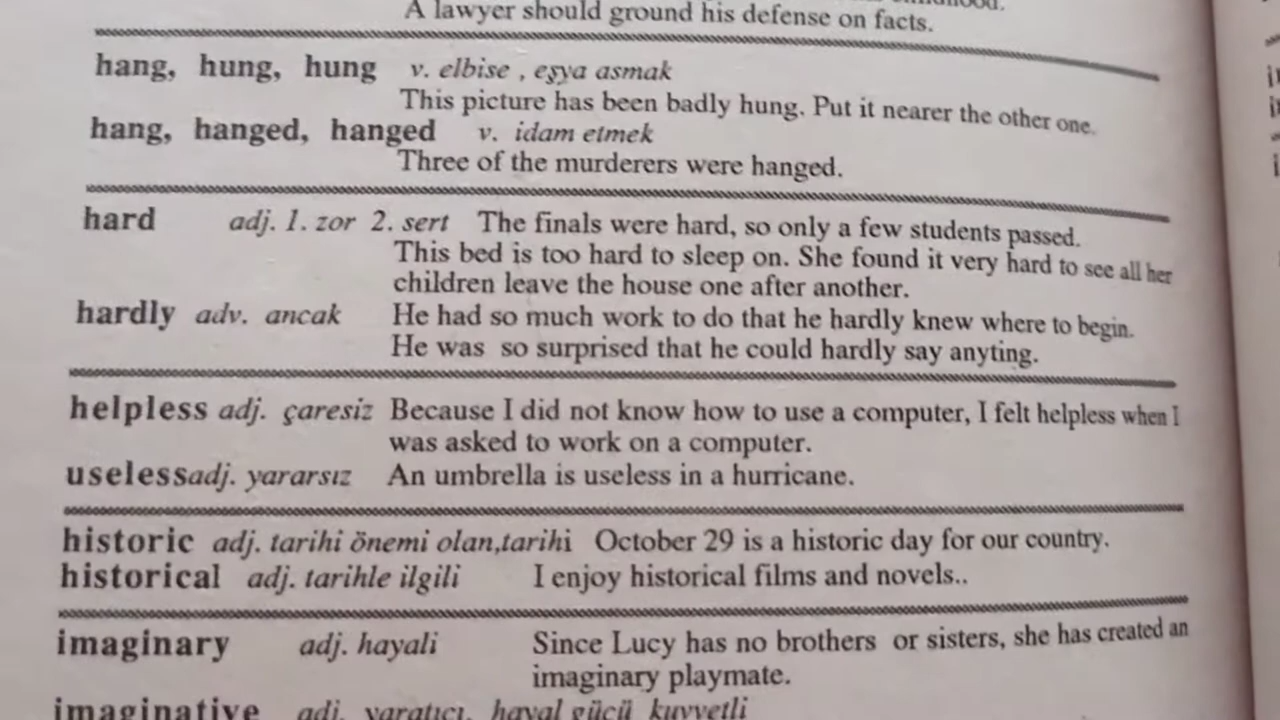 A lawyer should ground his defense on facts.
hang, hung, hung v. elbise , eşya asmak
This picture has been badly hung. Put it nearer the other one.
hang, hanged, hanged v. idam etmek
Three of the murderers were hanged.
hard adj. 1. zor 2. sert The finals were hard, so only a few students passed.
This bed is too hard to sleep on. She found it very hard to see all her
children leave the house one after another.
hardly adv. ancak He had so much work to do that he hardly knew where to begin.
He was so surprised that he could hardly say anyting.
helpless adj. çaresiz Because I did not know how to use a computer, I felt helpless when I
was asked to work on a computer.
uselessadj. yararsız An umbrella is useless in a hurricane.
historic adj. tarihi önemi olan,tarihi October 29 is a historic day for our country.
historical adj. tarihle ilgili I enjoy historical films and novels..
imaginary adj. hayali Since Lucy has no brothers or sisters, she has created an
imaginary playmate.
imaginative adj. yaratıcı, hayal gücü kuvvetli